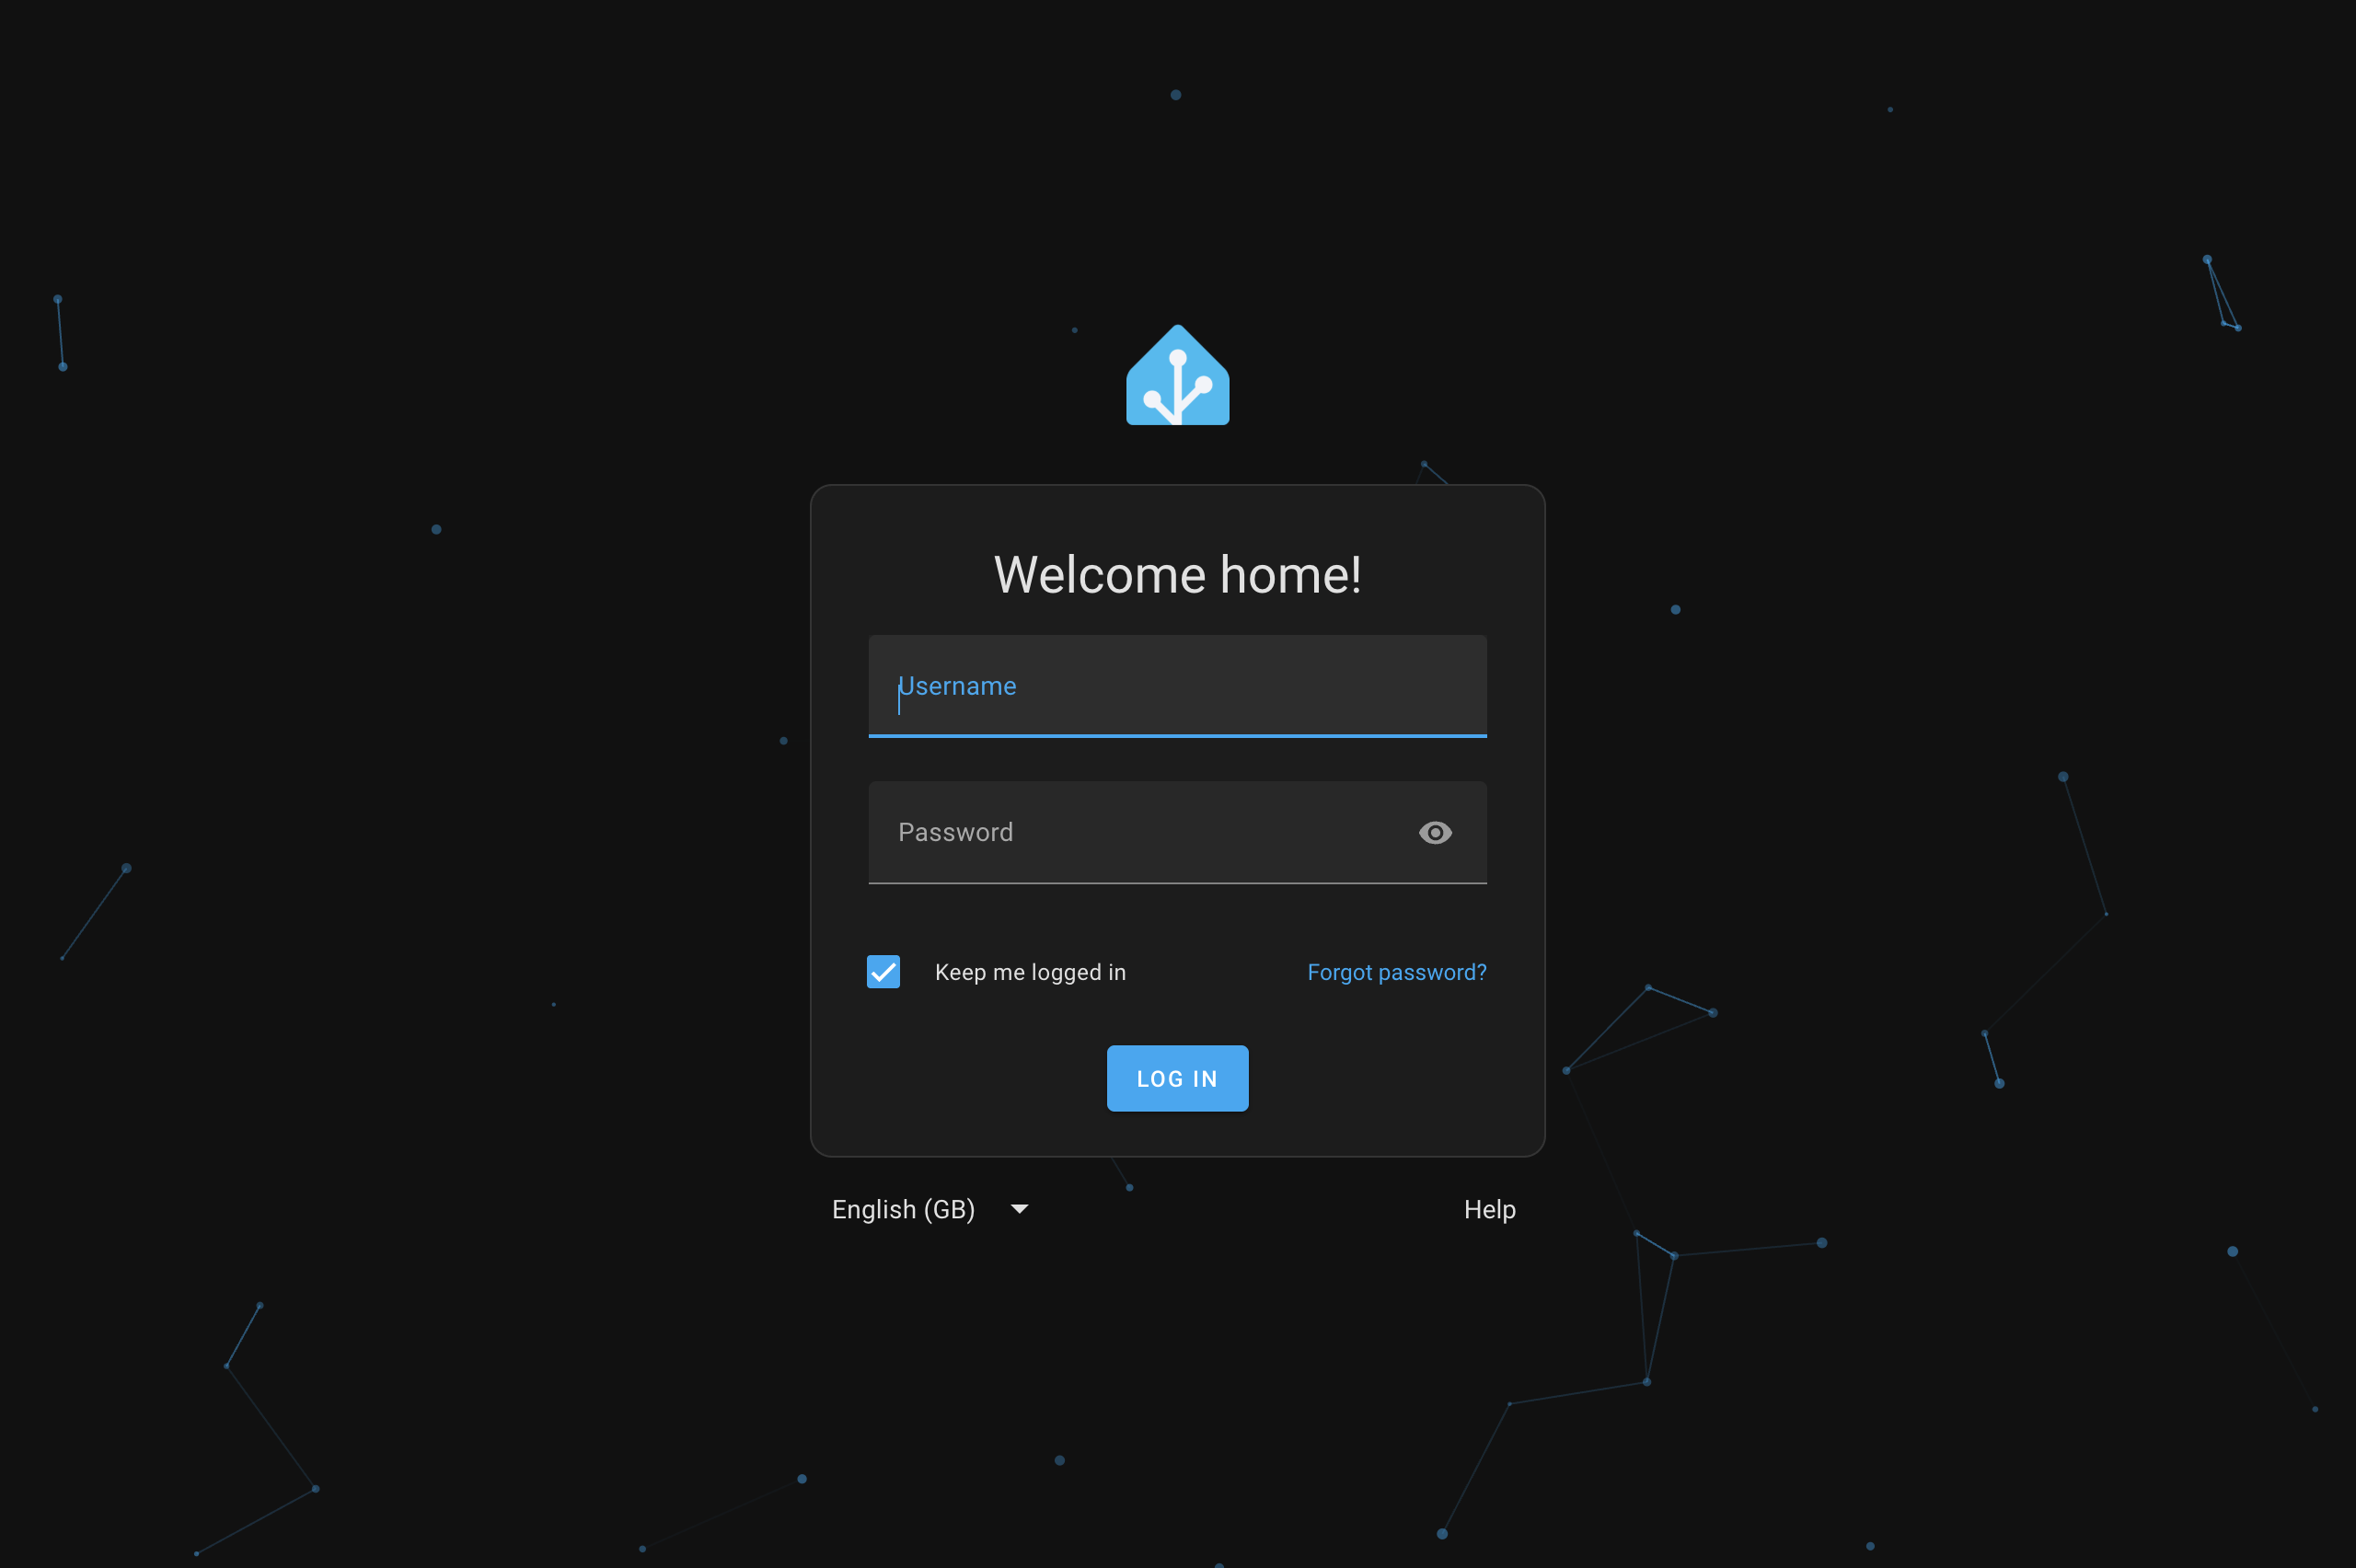 Welcome home!
Username
Password
Keep me logged in
Forgot password?
LOG IN
English (GB)
Help